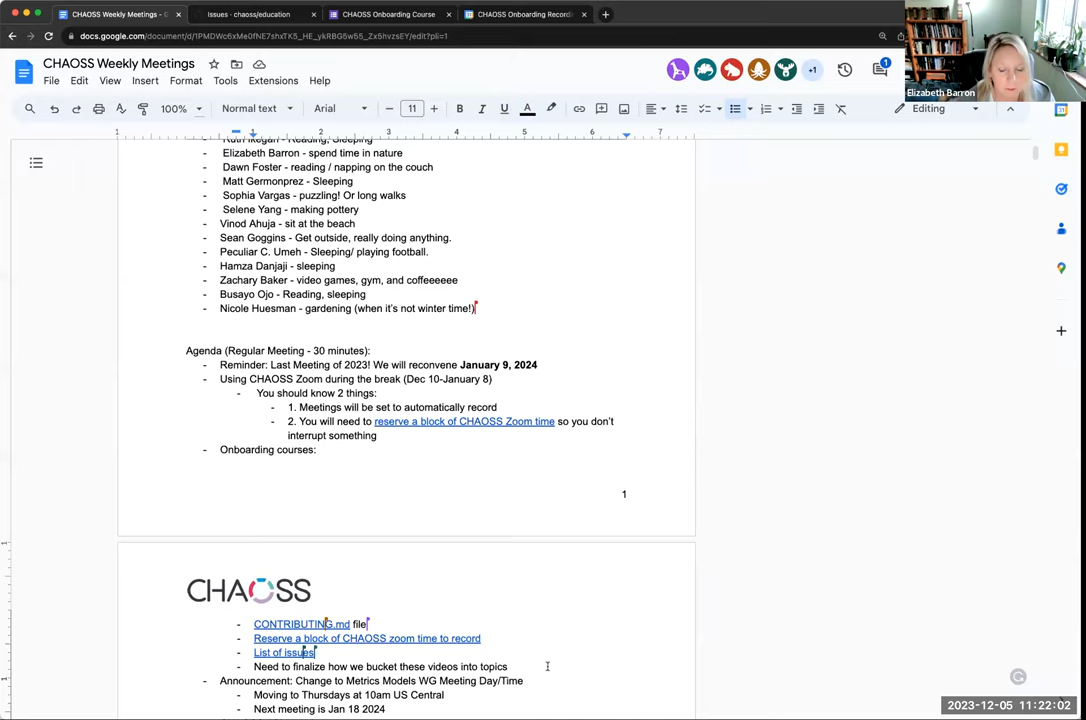 CHAOSS Weekly Meetings - G
Issues · chaoss/education
CHAOSS Onboarding Course
CHAOSS Onboarding Record
docs.google.com/document/d/1PMDWc6xMe0fNE7shxTK5_HE_ykRBG5w55_Zx5hvzsEY/edit?pli=1
CHAOSS Weekly Meetings
File Edit View Insert Format Tools Extensions Help
+1
1
Elizabeth Barron
100% Normal text Arial 11 B I U A Editing
1 1 2 3 4 5 6 7
- Elizabeth Barron - spend time in nature
- Dawn Foster - reading / napping on the couch
- Matt Germonprez - Sleeping
- Sophia Vargas - puzzling! Or long walks
- Selene Yang - making pottery
- Vinod Ahuja - sit at the beach
- Sean Goggins - Get outside, really doing anything.
- Peculiar C. Umeh - Sleeping/ playing football.
- Hamza Danjaji - sleeping
- Zachary Baker - video games, gym, and coffeeeeee
- Busayo Ojo - Reading, sleeping
- Nicole Huesman - gardening (when it's not winter time!)
Agenda (Regular Meeting - 30 minutes):
- Reminder: Last Meeting of 2023! We will reconvene January 9, 2024
- Using CHAOSS Zoom during the break (Dec 10-January 8)
- You should know 2 things:
- 1. Meetings will be set to automatically record
- 2. You will need to reserve a block of CHAOSS Zoom time so you don't
interrupt something
- Onboarding courses:
1
CHAOSS
- CONTRIBUTING.md file
- Reserve a block of CHAOSS zoom time to record
- List of issues
- Need to finalize how we bucket these videos into topics
- Announcement: Change to Metrics Models WG Meeting Day/Time
- Moving to Thursdays at 10am US Central
- Next meeting is Jan 18 2024
2023-12-05 11:22:02